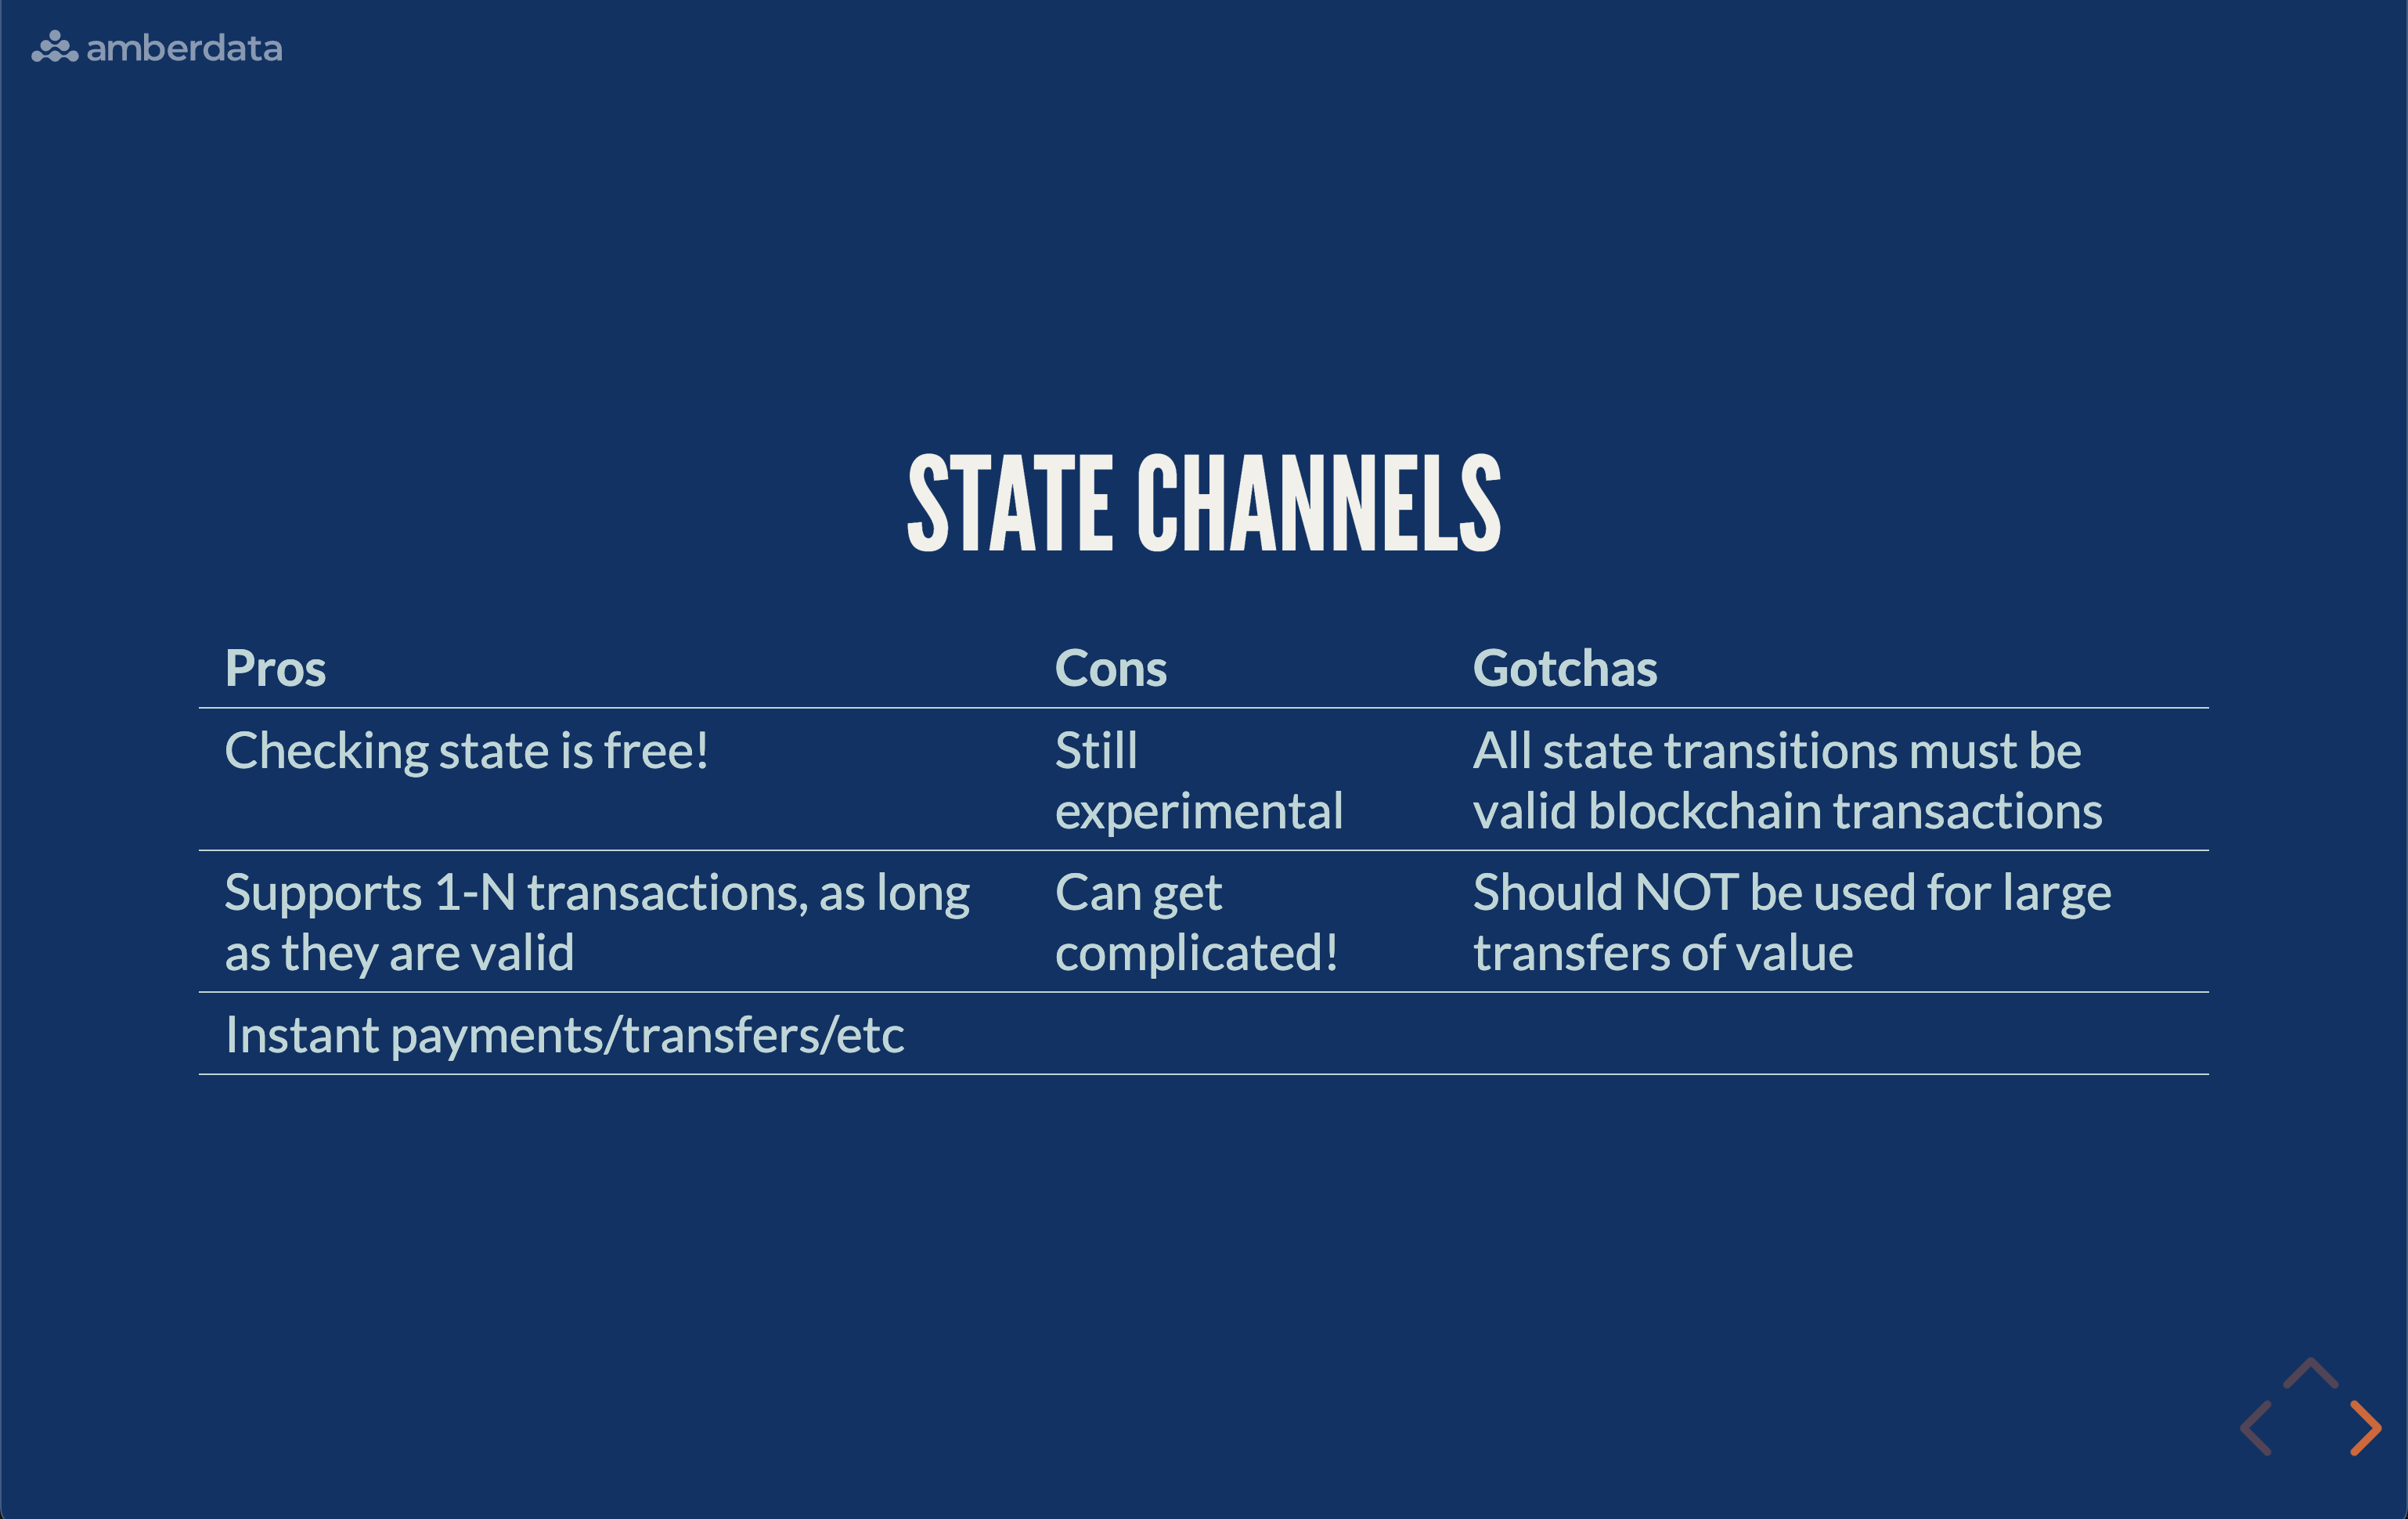 amberdata
STATE CHANNELS
Pros Cons Gotchas
Checking state is free! Still All state transitions must be
experimental valid blockchain transactions
Supports 1-N transactions, as long Can get Should NOT be used for large
as they are valid complicated! transfers of value
Instant payments/transfers/etc